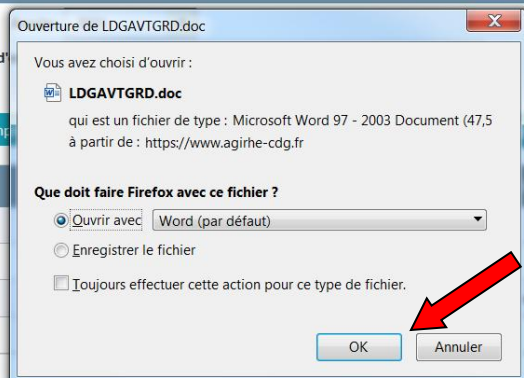 Ouverture de LDGAVTGRD.doc
Vous avez choisi d'ouvrir :
LDGAVTGRD.doc
qui est un fichier de type : Microsoft Word 97 - 2003 Document (47,5
à partir de : https://www.agirhe-cdg.fr
Que doit faire Firefox avec ce fichier ?
Ouvrir avec Word (par défaut)
Enregistrer le fichier
Toujours effectuer cette action pour ce type de fichier.
OK Annuler